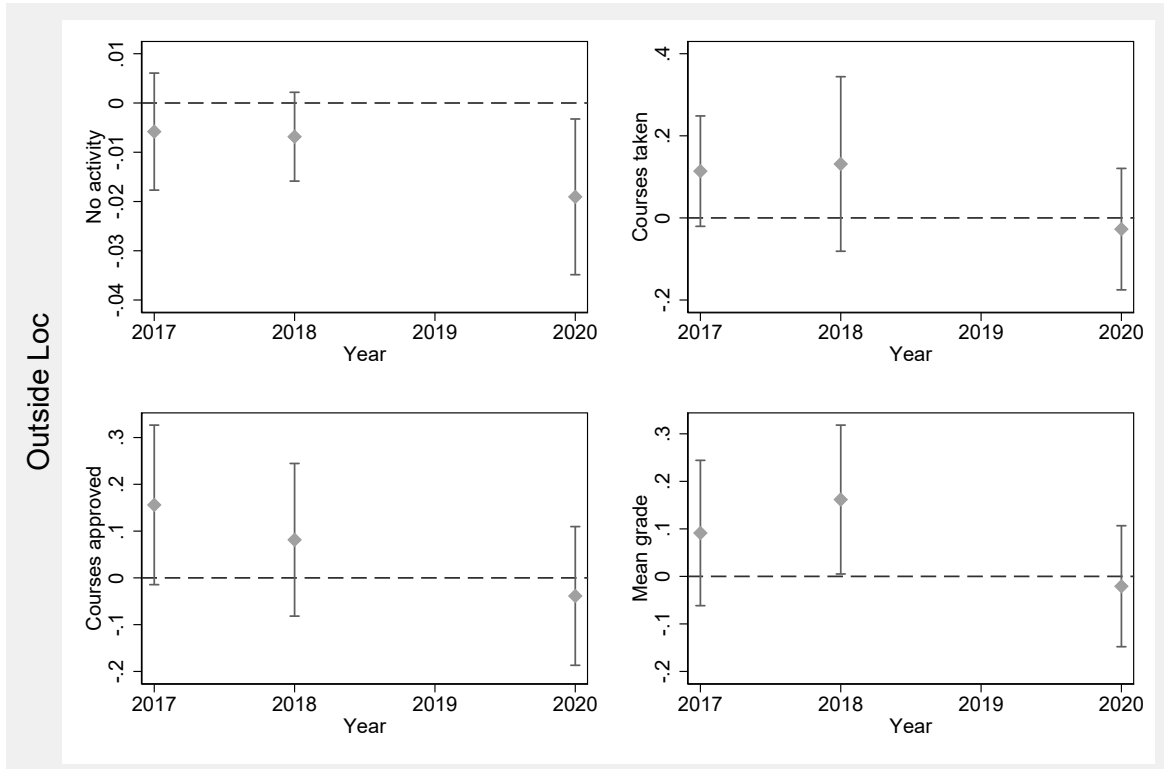 Outside Loc
No activity
.01
0
-.01
-.02
-.03
-.04
2017 2018 2019 2020
Year
Courses taken
.4
.2
0
-.2
2017 2018 2019 2020
Year
Courses approved
.3
.2
.1
0
-.1
-.2
2017 2018 2019 2020
Year
Mean grade
.3
.2
.1
0
-.1
-.2
2017 2018 2019 2020
Year